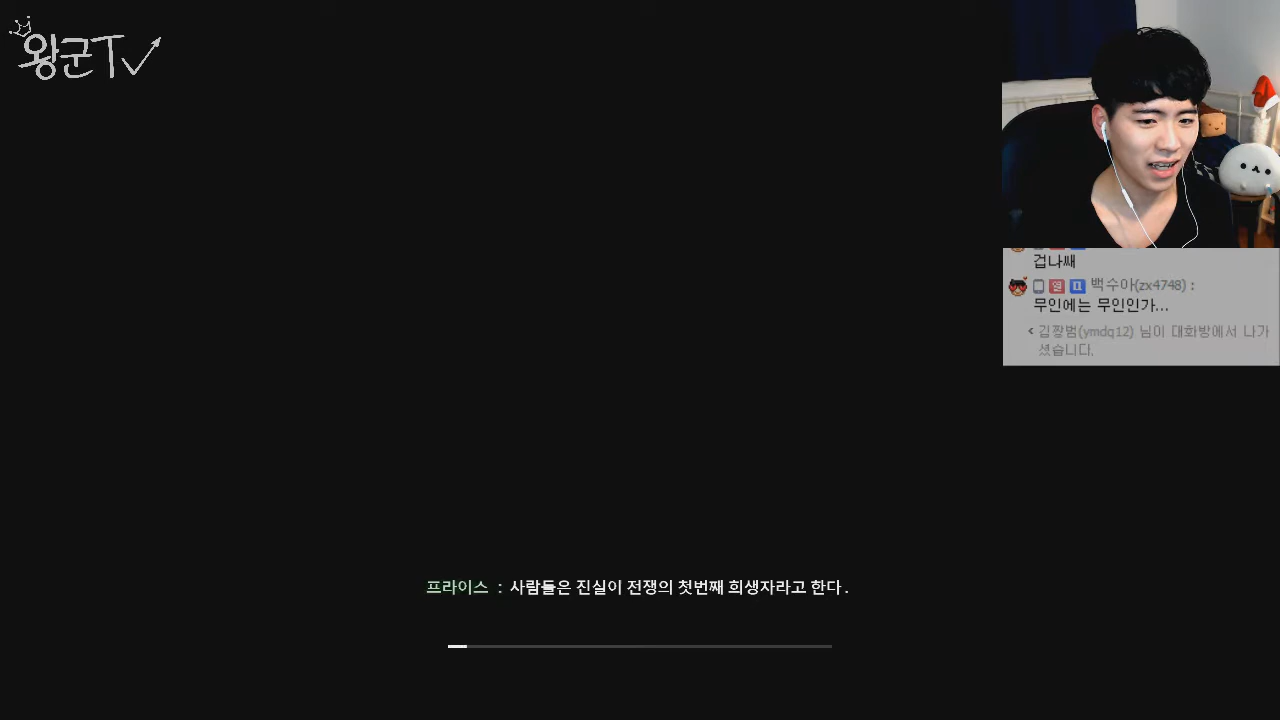 왕군TV
겁나쌔
열 팬 백수아(zx4748) :
무인에는 무인인가...
< 김짱범(ymdq12) 님이 대화방에서 나가
셨습니다.
프라이스 : 사람들은 진실이 전쟁의 첫번째 희생자라고 한다.